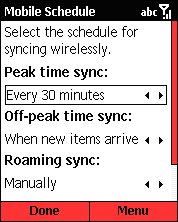 Mobile Schedule abc
Select the schedule for
syncing wirelessly.
Peak time sync:
Every 30 minutes
Off-peak time sync:
When new items arrive
Roaming sync:
Manually
Done Menu